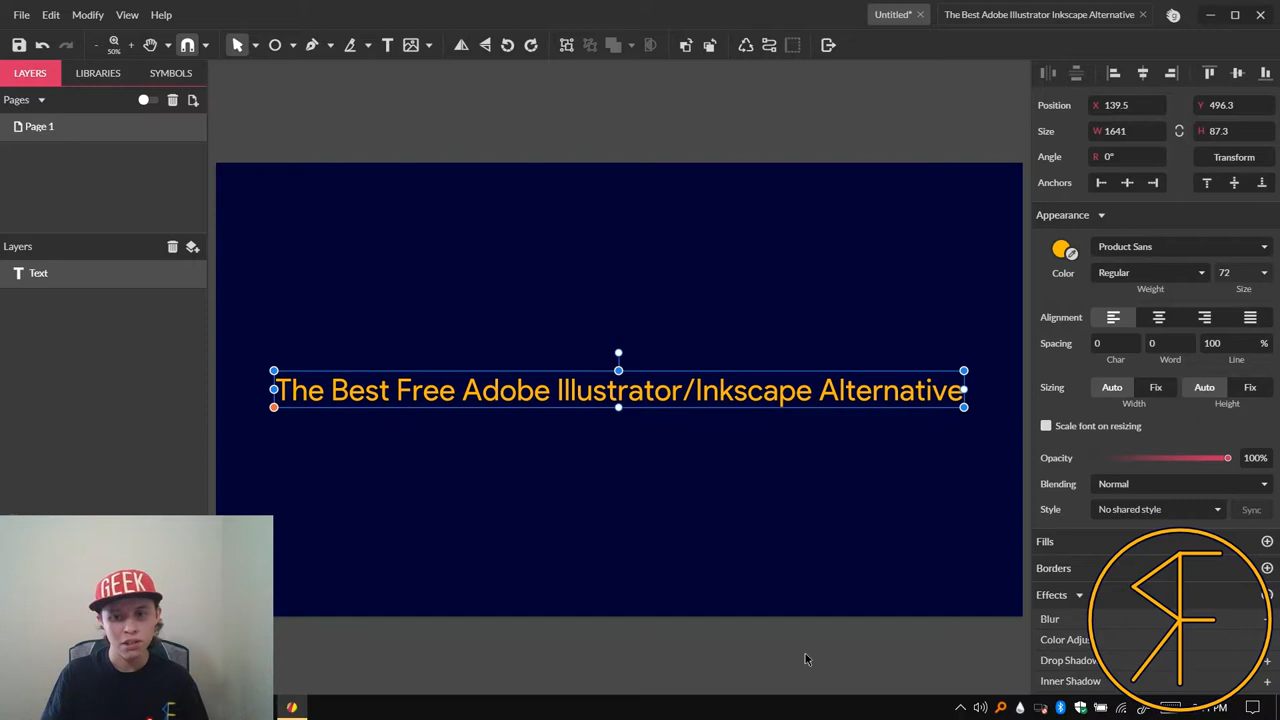 File Edit Modify View Help
Untitled* The Best Adobe Illustrator Inkscape Alternative
50%
LAYERS LIBRARIES SYMBOLS
Pages
Page 1
Layers
Text
The Best Free Adobe Illustrator/Inkscape Alternative
GEEK
Position X 139.5 Y 496.3
Size W 1641 H 87.3
Angle R 0° Transform
Anchors
Appearance
Product Sans
Color Regular 72
Weight Size
Alignment
Spacing 0 0 100 %
Char Word Line
Sizing Auto Fix Auto Fix
Width Height
Scale font on resizing
Opacity 100%
Blending Normal
Style No shared style Sync
Fills
Borders
Effects
Blur
Color
Drop
Inner Shadow
PM